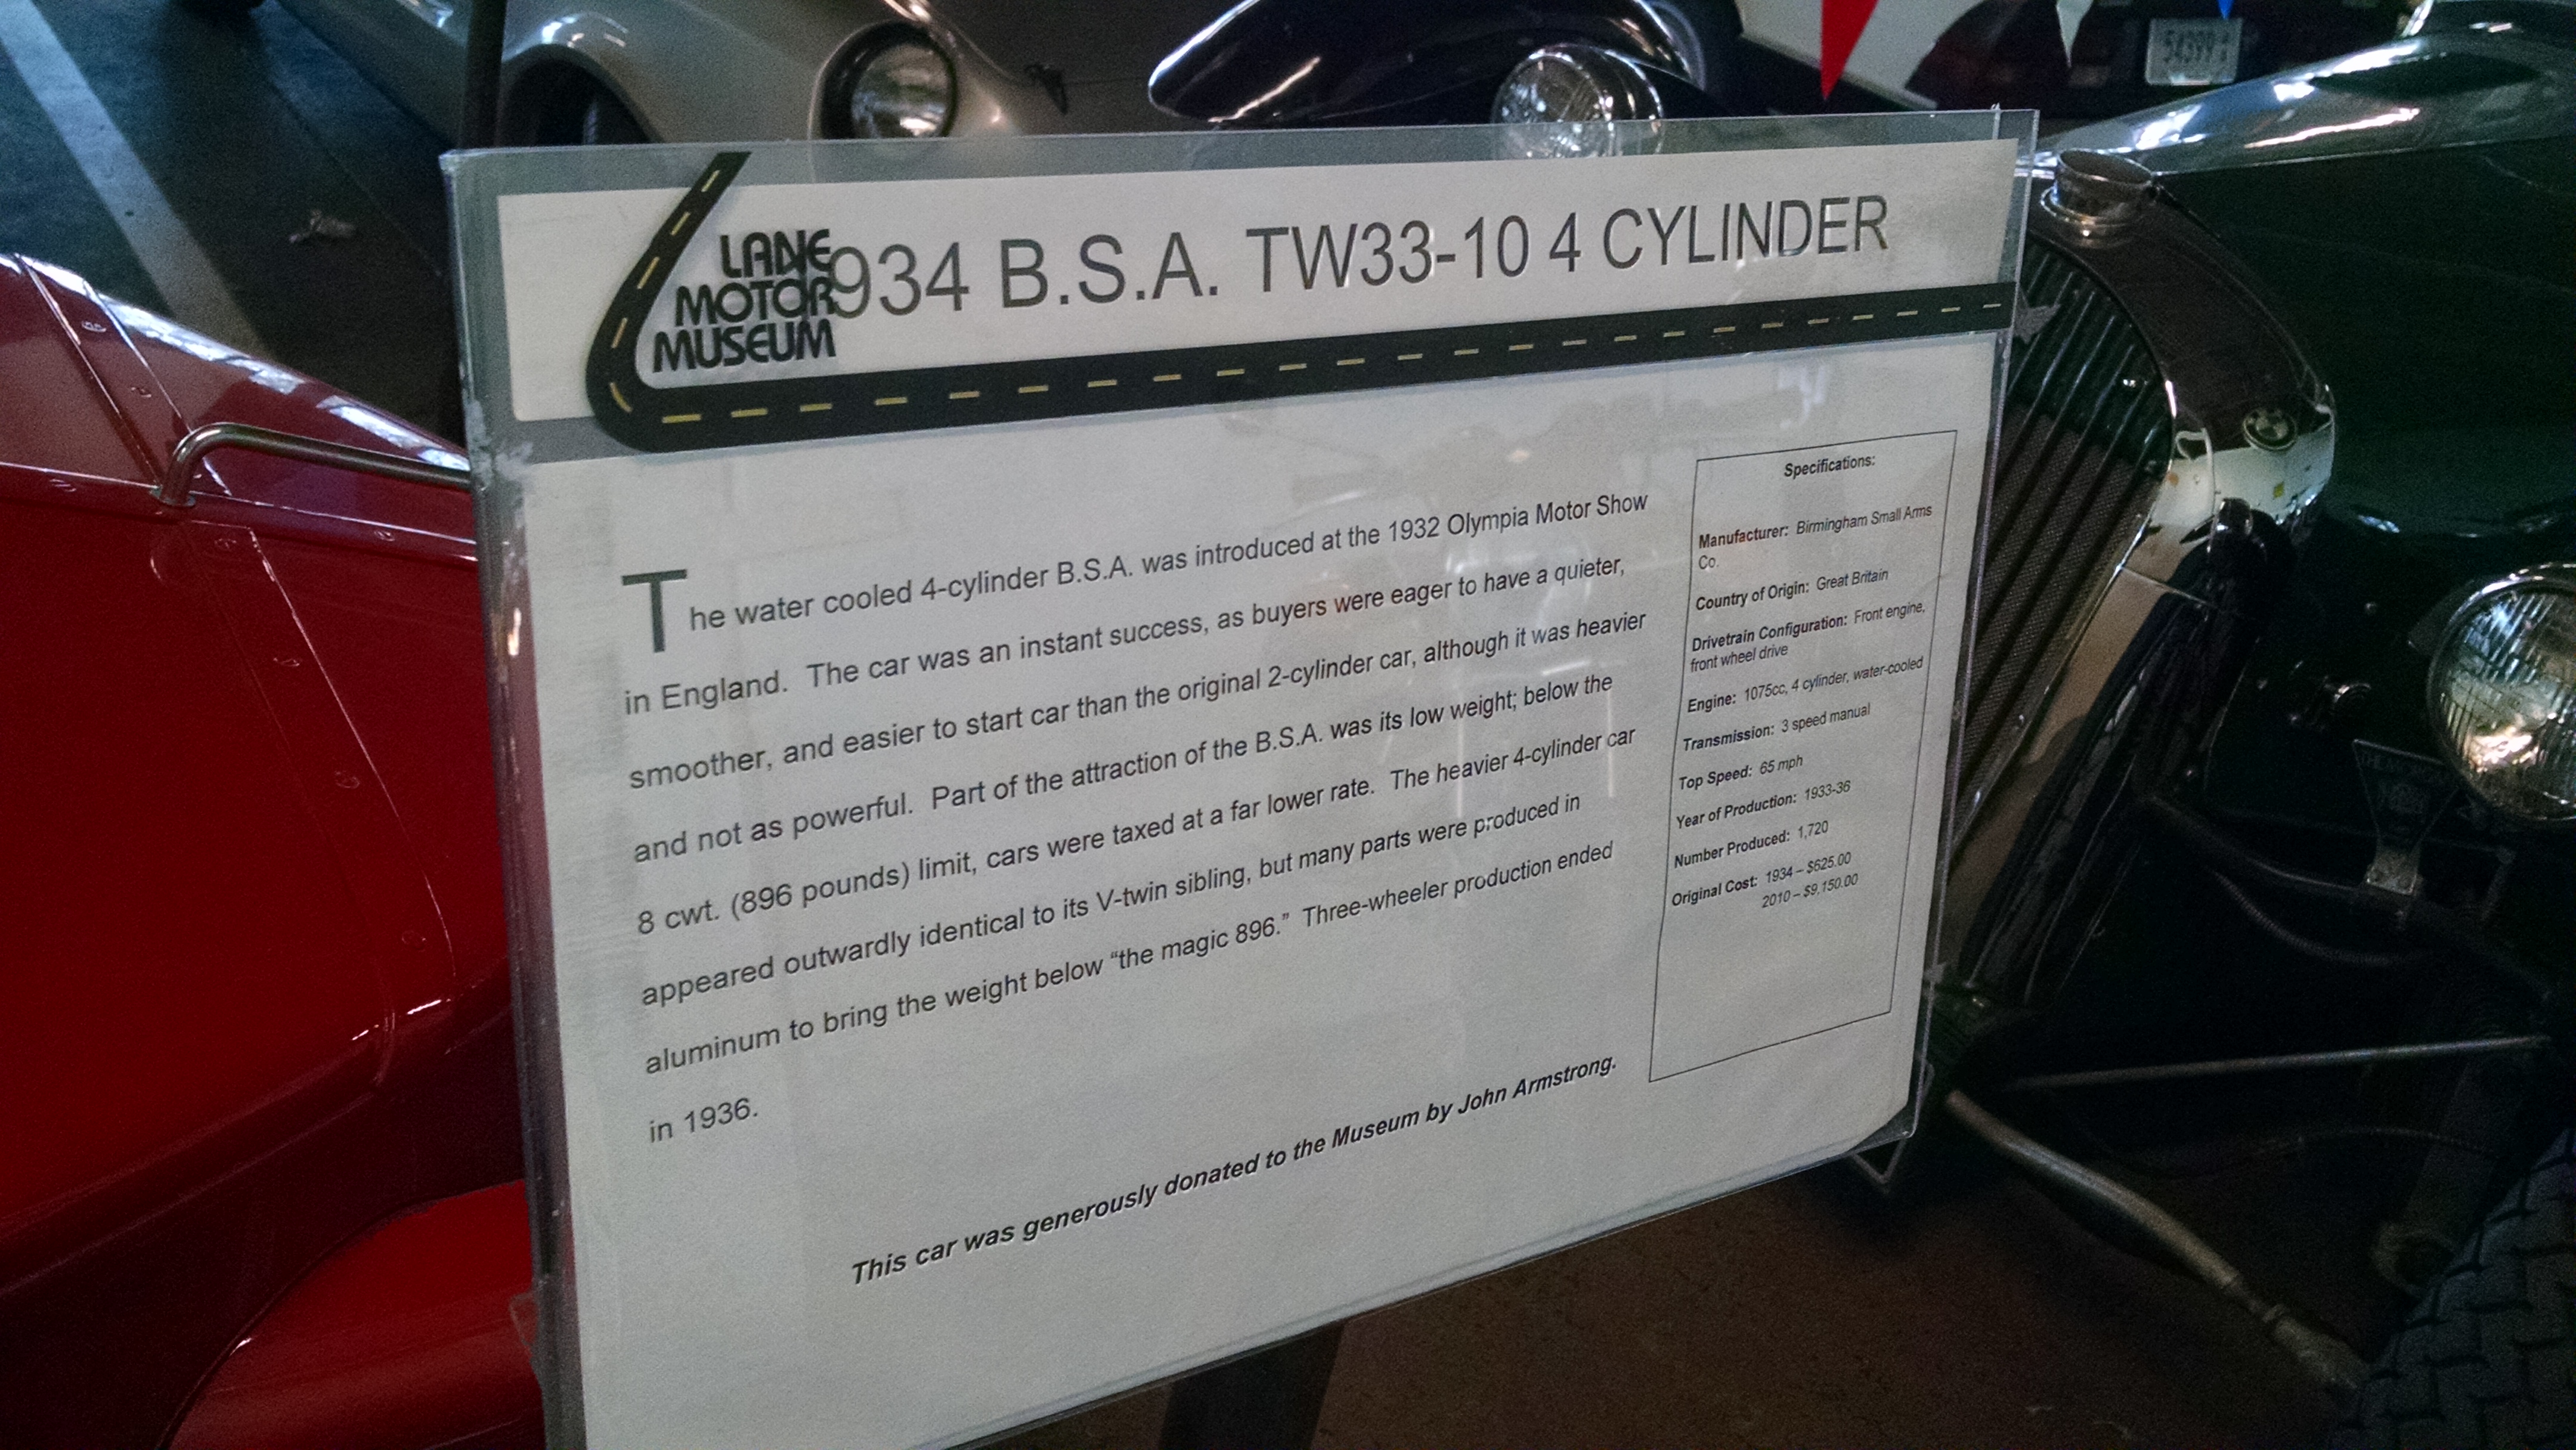 LANE
MOTOR
MUSEUM
934 B.S.A. TW33-10 4 CYLINDER
The water cooled 4-cylinder B.S.A. was introduced at the 1932 Olympia Motor Show
in England. The car was an instant success, as buyers were eager to have a quieter,
smoother, and easier to start car than the original 2-cylinder car, although it was heavier
and not as powerful. Part of the attraction of the B.S.A. was its low weight; below the
8 cwt. (896 pounds) limit, cars were taxed at a far lower rate. The heavier 4-cylinder car
appeared outwardly identical to its V-twin sibling, but many parts were produced in
aluminum to bring the weight below “the magic 896.” Three-wheeler production ended
in 1936.
This car was generously donated to the Museum by John Armstrong.
Specifications:
Manufacturer: Birmingham Small Arms
Co.
Country of Origin: Great Britain
Drivetrain Configuration: Front engine,
front wheel drive
Engine: 1075cc, 4 cylinder, water-cooled
Transmission: 3 speed manual
Top Speed: 65 mph
Year of Production: 1933-36
Number Produced: 1,720
Original Cost: 1934 – $625.00
2010 – $9,150.00